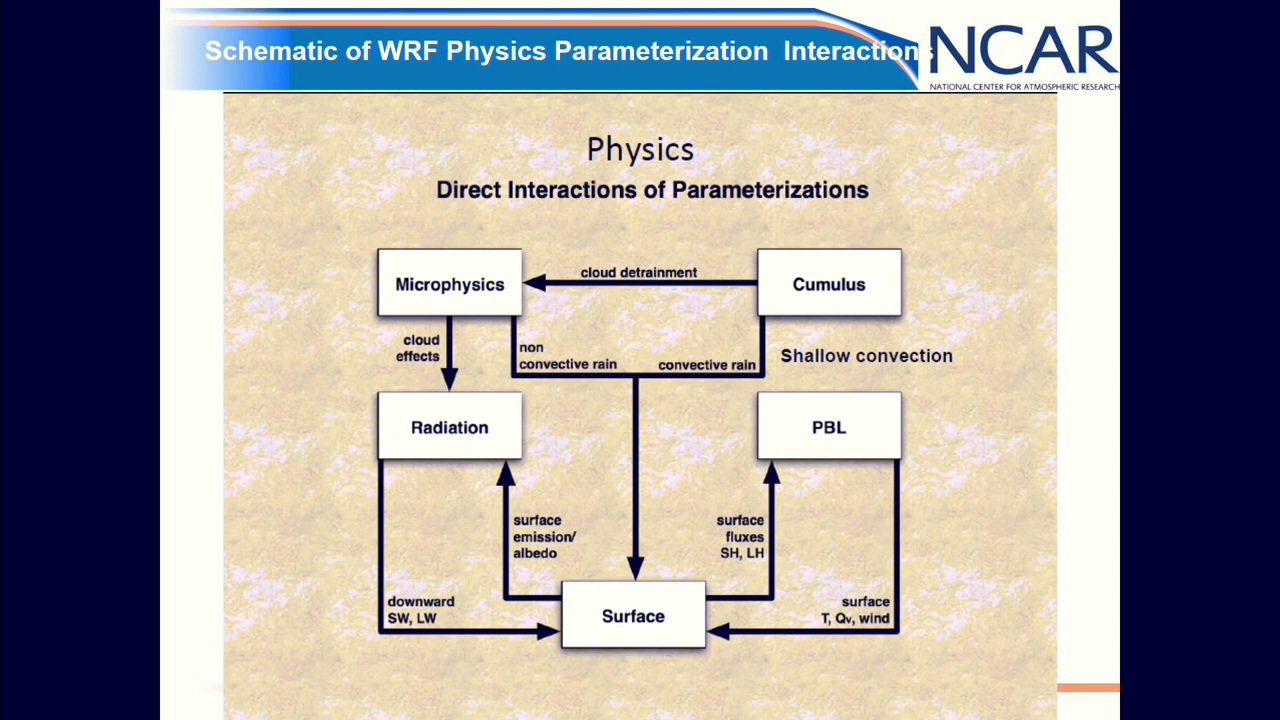 Schematic of WRF Physics Parameterization  Interactions
NCAR
NATIONAL CENTER FOR ATMOSPHERIC RESEARCH
Physics
Direct Interactions of Parameterizations
Microphysics
cloud detrainment
Cumulus
cloud
effects
non
convective rain
convective rain
Shallow convection
Radiation
PBL
surface
emission/
albedo
surface
fluxes
SH, LH
downward
SW, LW
Surface
surface
T, Qv, wind